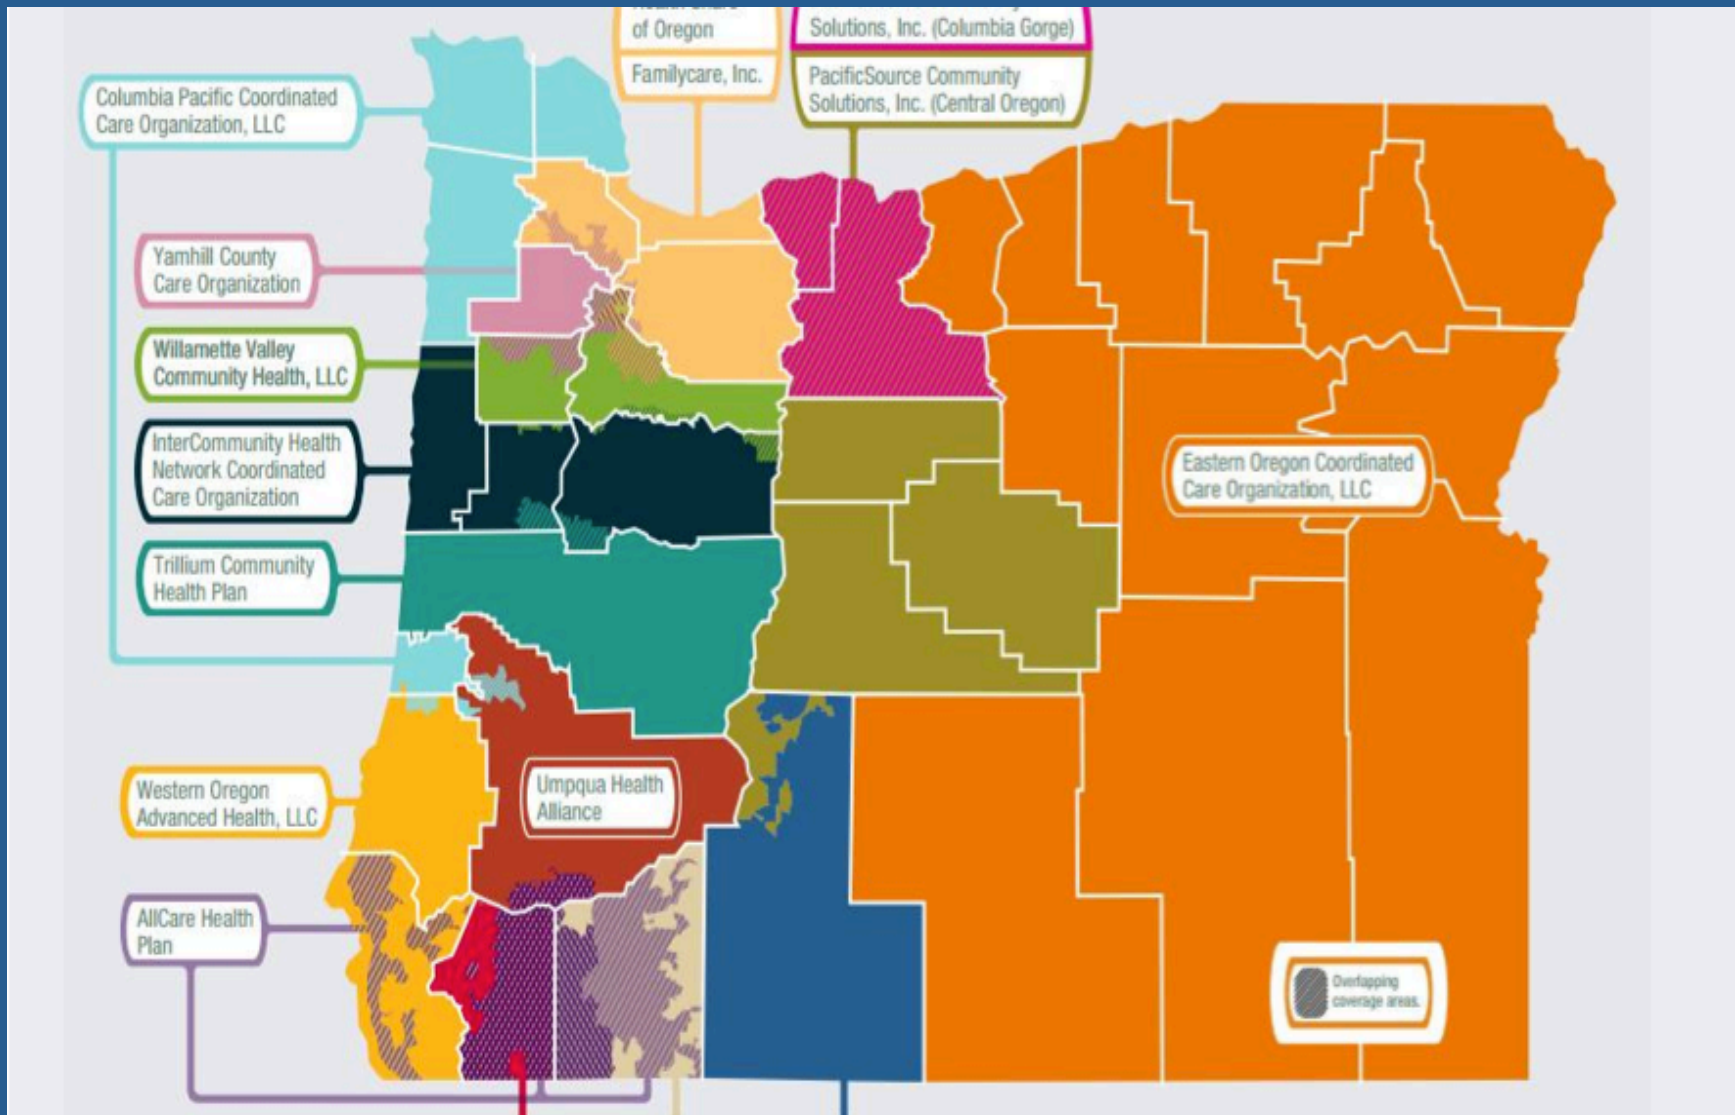 of Oregon
Familycare, Inc.
Solutions, Inc. (Columbia Gorge)
PacificSource Community
Solutions, Inc. (Central Oregon)
Columbia Pacific Coordinated
Care Organization, LLC
Yamhill County
Care Organization
Willamette Valley
Community Health, LLC
InterCommunity Health
Network Coordinated
Care Organization
Eastern Oregon Coordinated
Care Organization, LLC
Trillium Community
Health Plan
Western Oregon
Advanced Health, LLC
Umpqua Health
Alliance
AllCare Health
Plan
Overlapping
coverage areas.